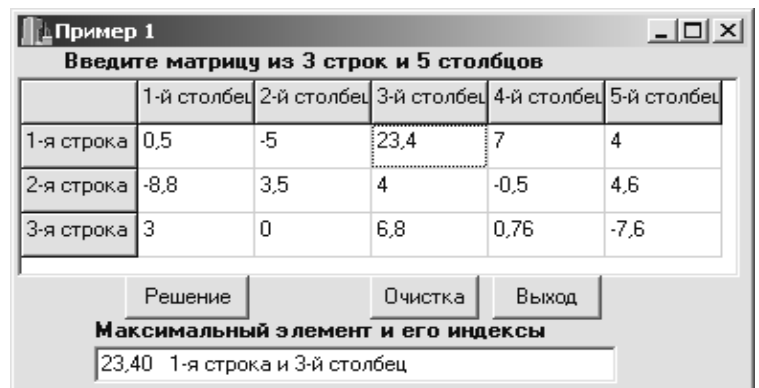 Пример 1
Введите матрицу из 3 строк и 5 столбцов
1-й столбец 2-й столбец 3-й столбец 4-й столбец 5-й столбец
1-я строка 0,5 -5 23,4 7 4
2-я строка -8,8 3,5 4 -0,5 4,6
3-я строка 3 0 6,8 0,76 -7,6
Решение Очистка Выход
Максимальный элемент и его индексы
23,40 1-я строка и 3-й столбец